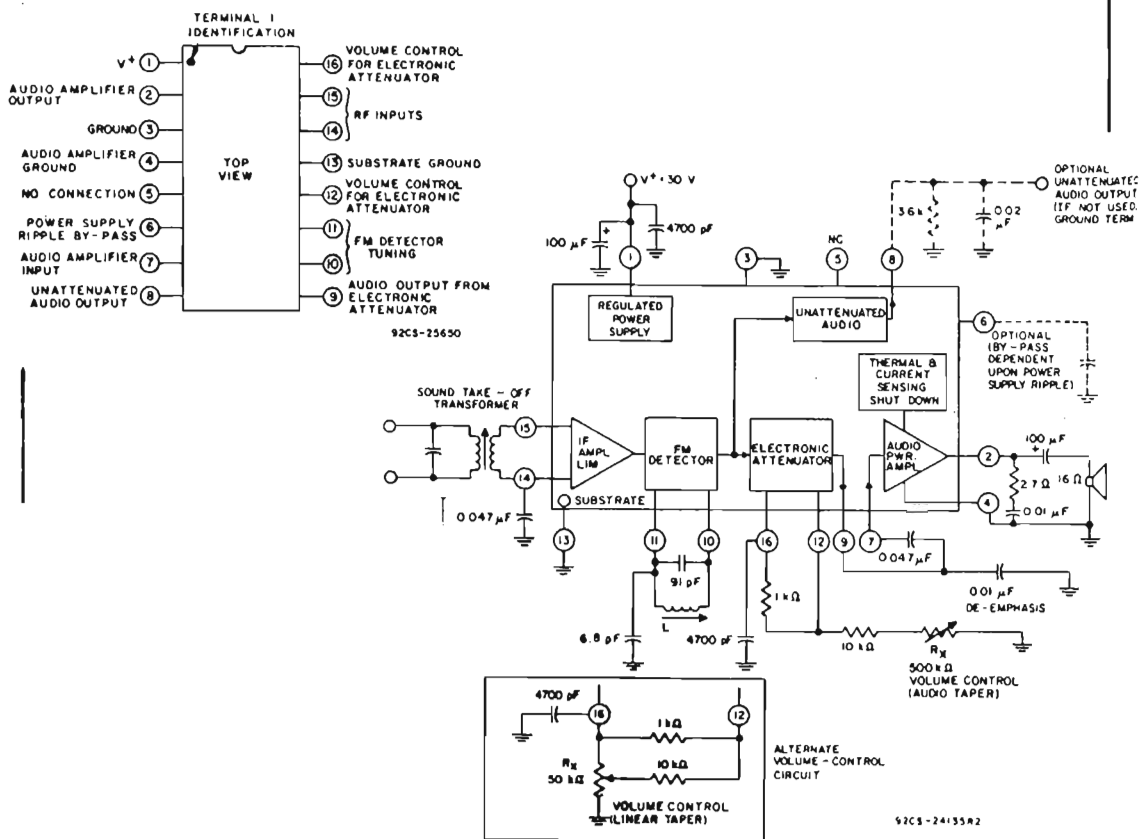 TERMINAL 1
IDENTIFICATION
V+ 1
AUDIO AMPLIFIER
OUTPUT 2
GROUND 3
AUDIO AMPLIFIER
GROUND 4
NO CONNECTION 5
POWER SUPPLY
RIPPLE BY-PASS 6
AUDIO AMPLIFIER
INPUT 7
UNATTENUATED
AUDIO OUTPUT 8
TOP
VIEW
16 VOLUME CONTROL
FOR ELECTRONIC
ATTENUATOR
15
RF INPUTS
14
13 SUBSTRATE GROUND
12 VOLUME CONTROL
FOR ELECTRONIC
ATTENUATOR
11
FM DETECTOR
TUNING
10
9 AUDIO OUTPUT FROM
ELECTRONIC
ATTENUATOR
92CS-25650
V+ +30 V
100 µF
+
4700 pF
1
3
NC
5
8
3.6k
0.02
µF
OPTIONAL
UNATTENUATED
AUDIO OUTPUT
(IF NOT USED,
GROUND TERM
REGULATED
POWER
SUPPLY
UNATTENUATED
AUDIO
6
OPTIONAL
(BY-PASS
DEPENDENT
UPON POWER
SUPPLY RIPPLE)
THERMAL &
CURRENT
SENSING
SHUT DOWN
SOUND TAKE-OFF
TRANSFORMER
15
14
0.047 µF
IF
AMPL
LIM
FM
DETECTOR
ELECTRONIC
ATTENUATOR
AUDIO
PWR.
AMPL
2
100 µF
+
2.7 Ω
16 Ω
4
0.01 µF
SUBSTRATE
13
11
10
16
12
9
7
0.047 µF
91 pF
L
6.8 pF
4700 pF
1 kΩ
0.01 µF
DE-EMPHASIS
10 kΩ
RX
500 kΩ
VOLUME CONTROL
(AUDIO TAPER)
4700 pF
16
12
1 kΩ
RX
50 kΩ
10 kΩ
VOLUME CONTROL
(LINEAR TAPER)
ALTERNATE
VOLUME-CONTROL
CIRCUIT
92CS-24135R2